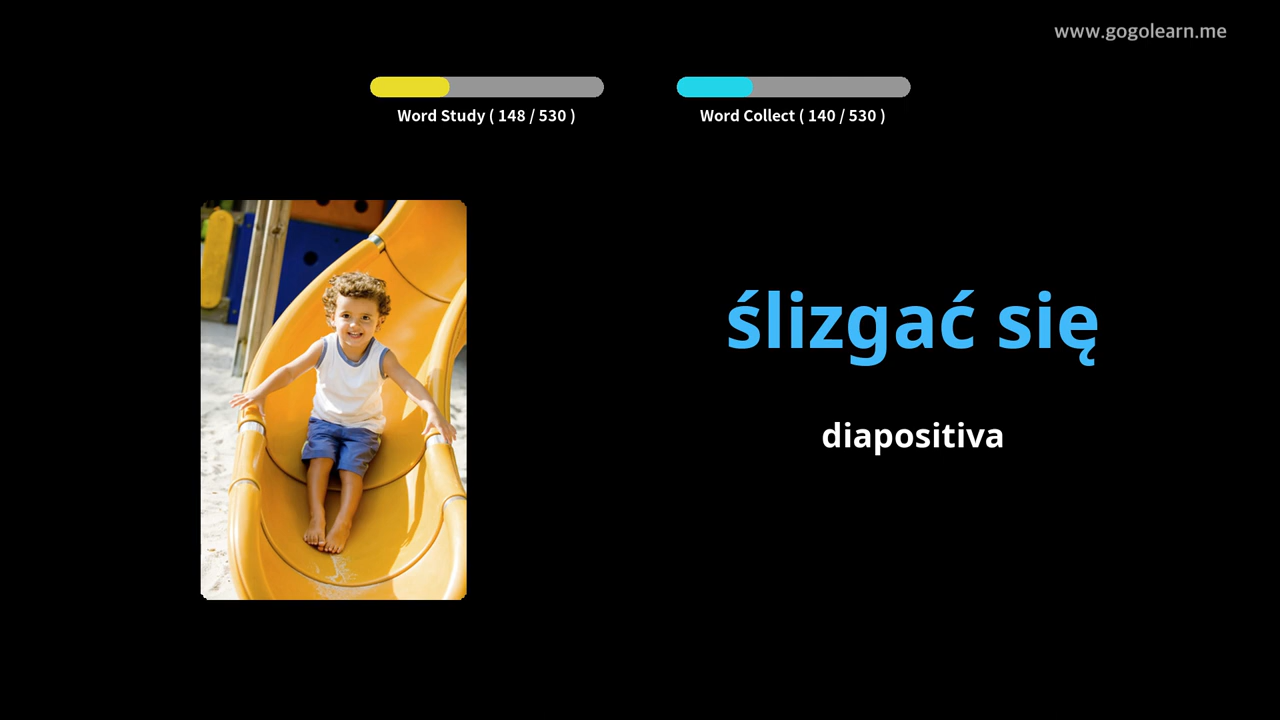 www.gogolearn.me
Word Study ( 148 / 530 )
Word Collect ( 140 / 530 )
ślizgać się
diapositiva